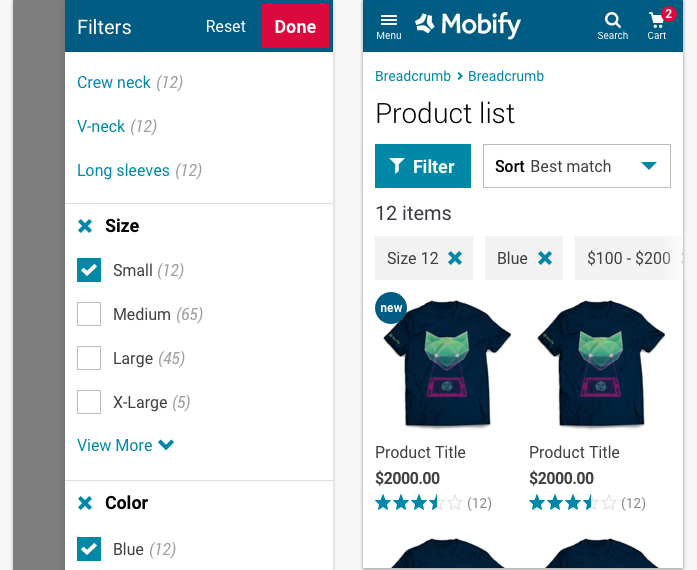 Filters Reset Done
Crew neck (12)
V-neck (12)
Long sleeves (12)
Size
Small (12)
Medium (65)
Large (45)
X-Large (5)
View More
Color
Blue (12)
Menu Mobify Search Cart 2
Breadcrumb Breadcrumb
Product list
Filter Sort Best match
12 items
Size 12 Blue $100 - $200
new
Product Title Product Title
$2000.00 $2000.00
(12) (12)